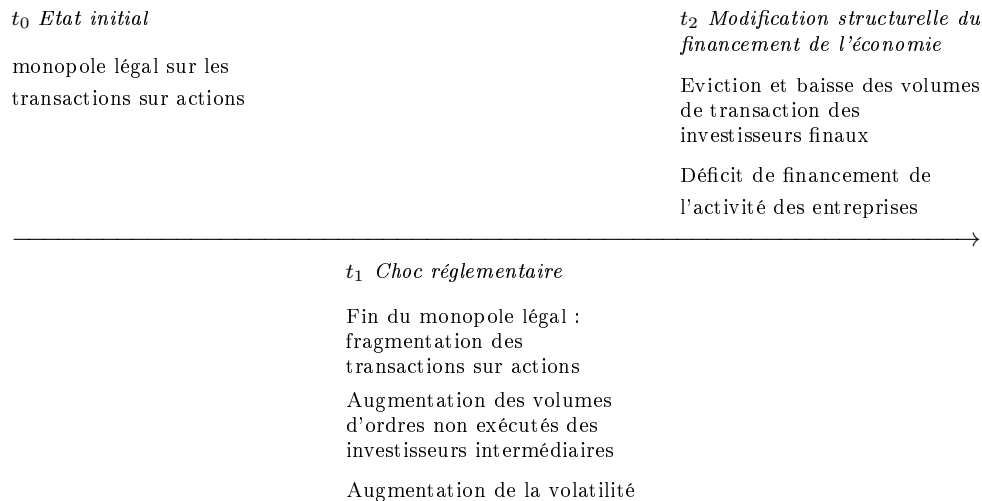 t0 Etat initial
monopole légal sur les
transactions sur actions
t2 Modification structurelle du
financement de l'économie
Eviction et baisse des volumes
de transaction des
investisseurs finaux
Déficit de financement de
l'activité des entreprises
t1 Choc réglementaire
Fin du monopole légal :
fragmentation des
transactions sur actions
Augmentation des volumes
d'ordres non exécutés des
investisseurs intermédiaires
Augmentation de la volatilité